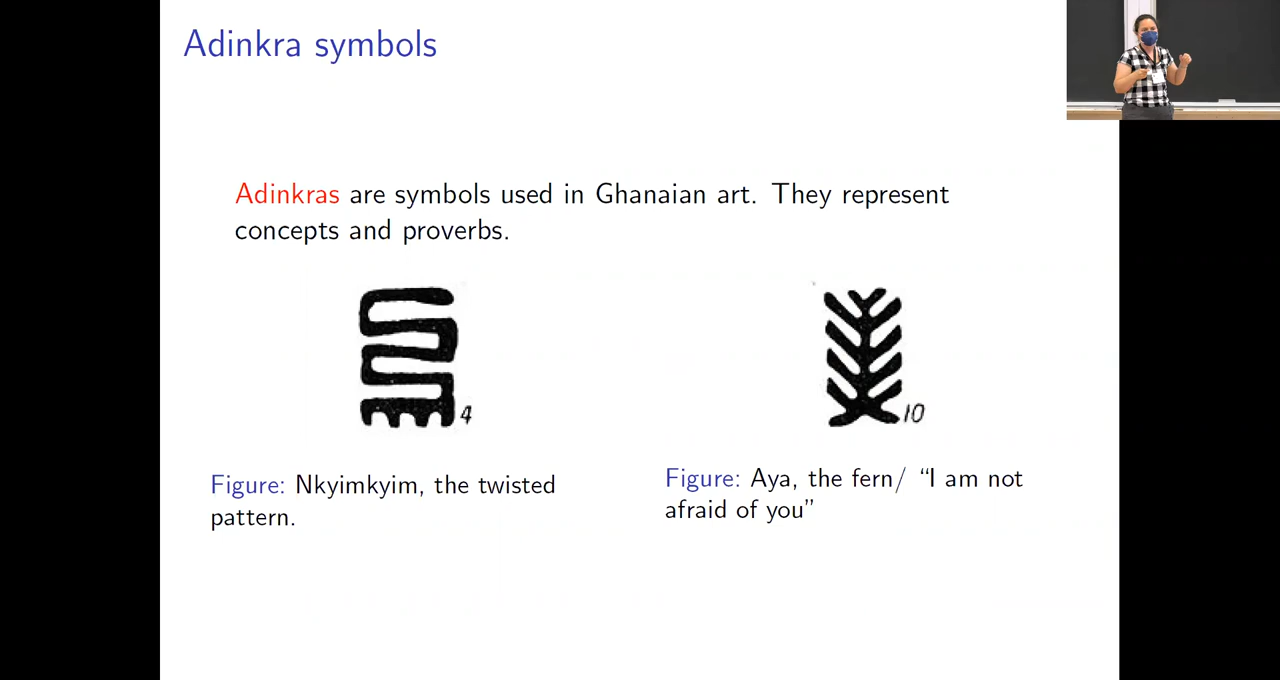 Adinkra symbols
Adinkras are symbols used in Ghanaian art. They represent
concepts and proverbs.
4
10
Figure: Nkyimkyim, the twisted
pattern.
Figure: Aya, the fern/ “I am not
afraid of you”